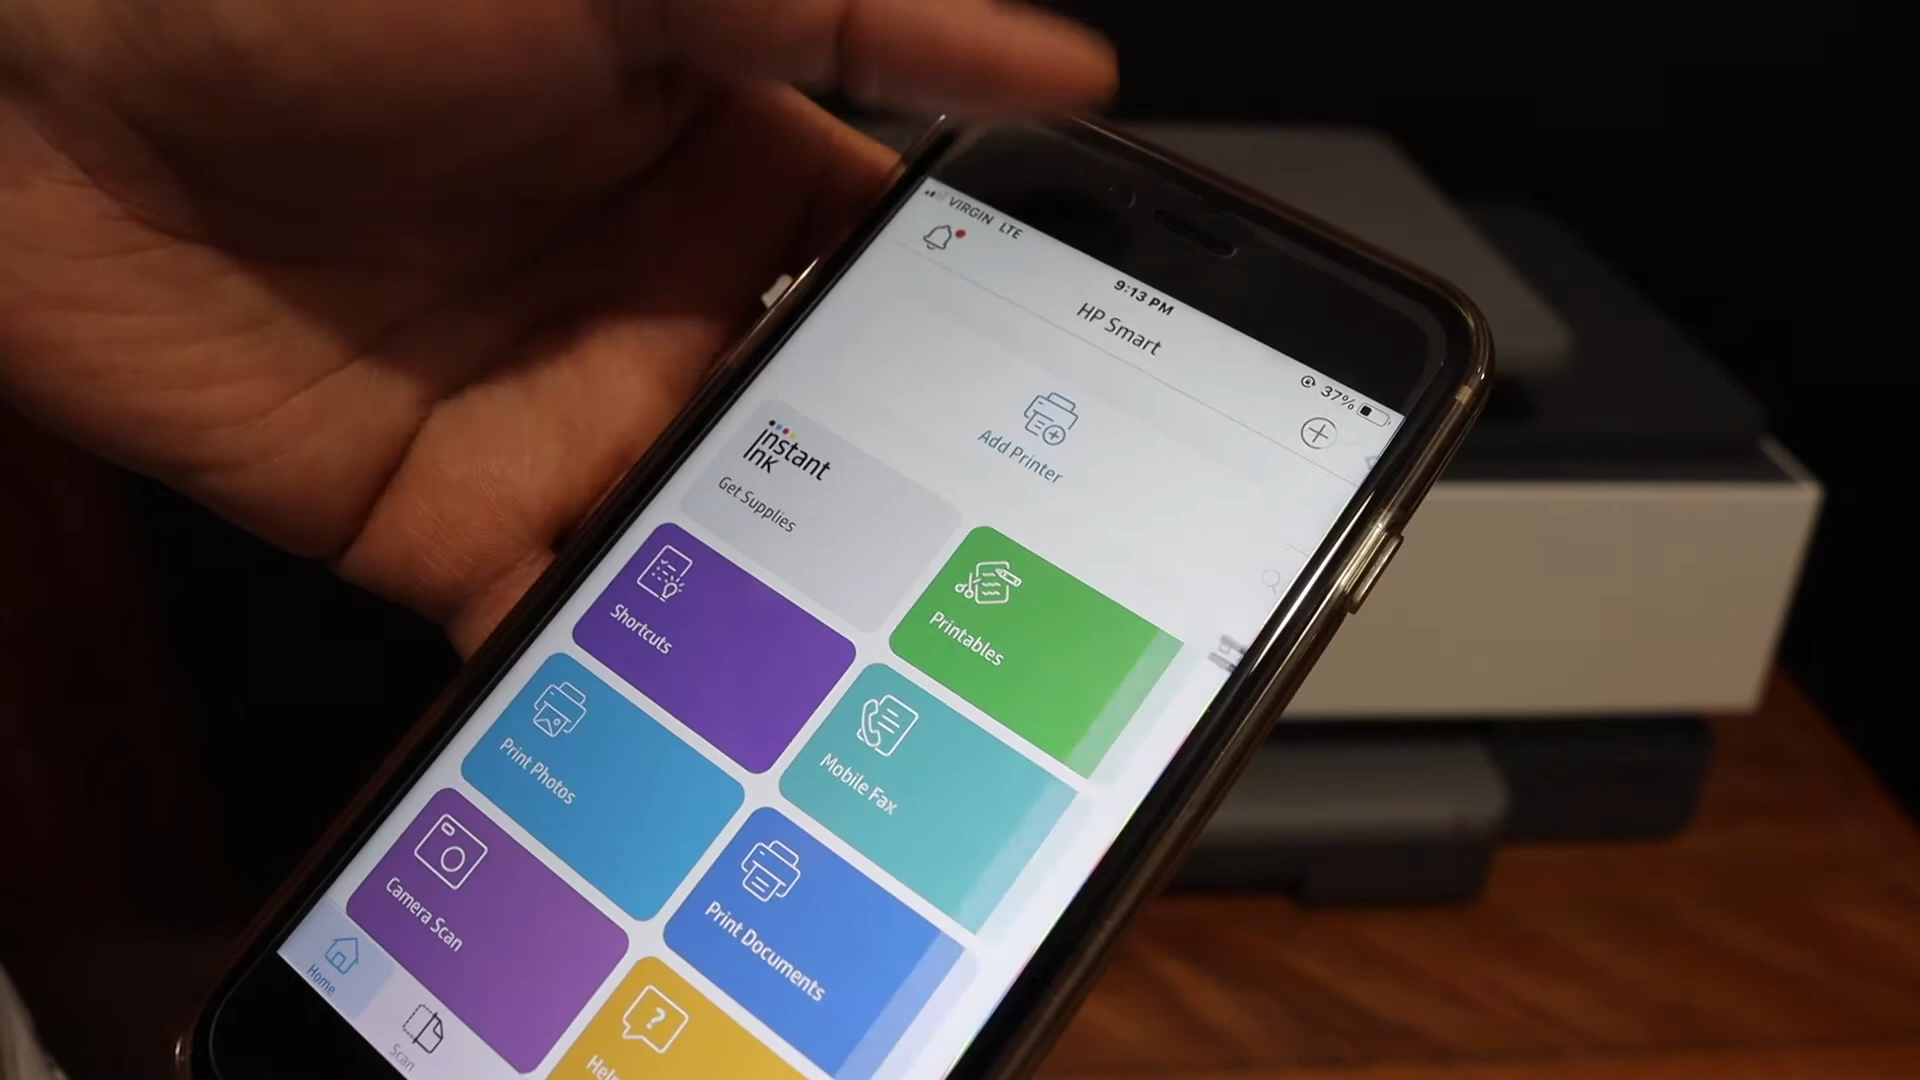 VIRGIN LTE
9:13 PM
37%
HP Smart
Add Printer
instant
ink
Get Supplies
Printables
Shortcuts
Mobile Fax
Print Photos
Print Documents
Camera Scan
Help
Home
Scan